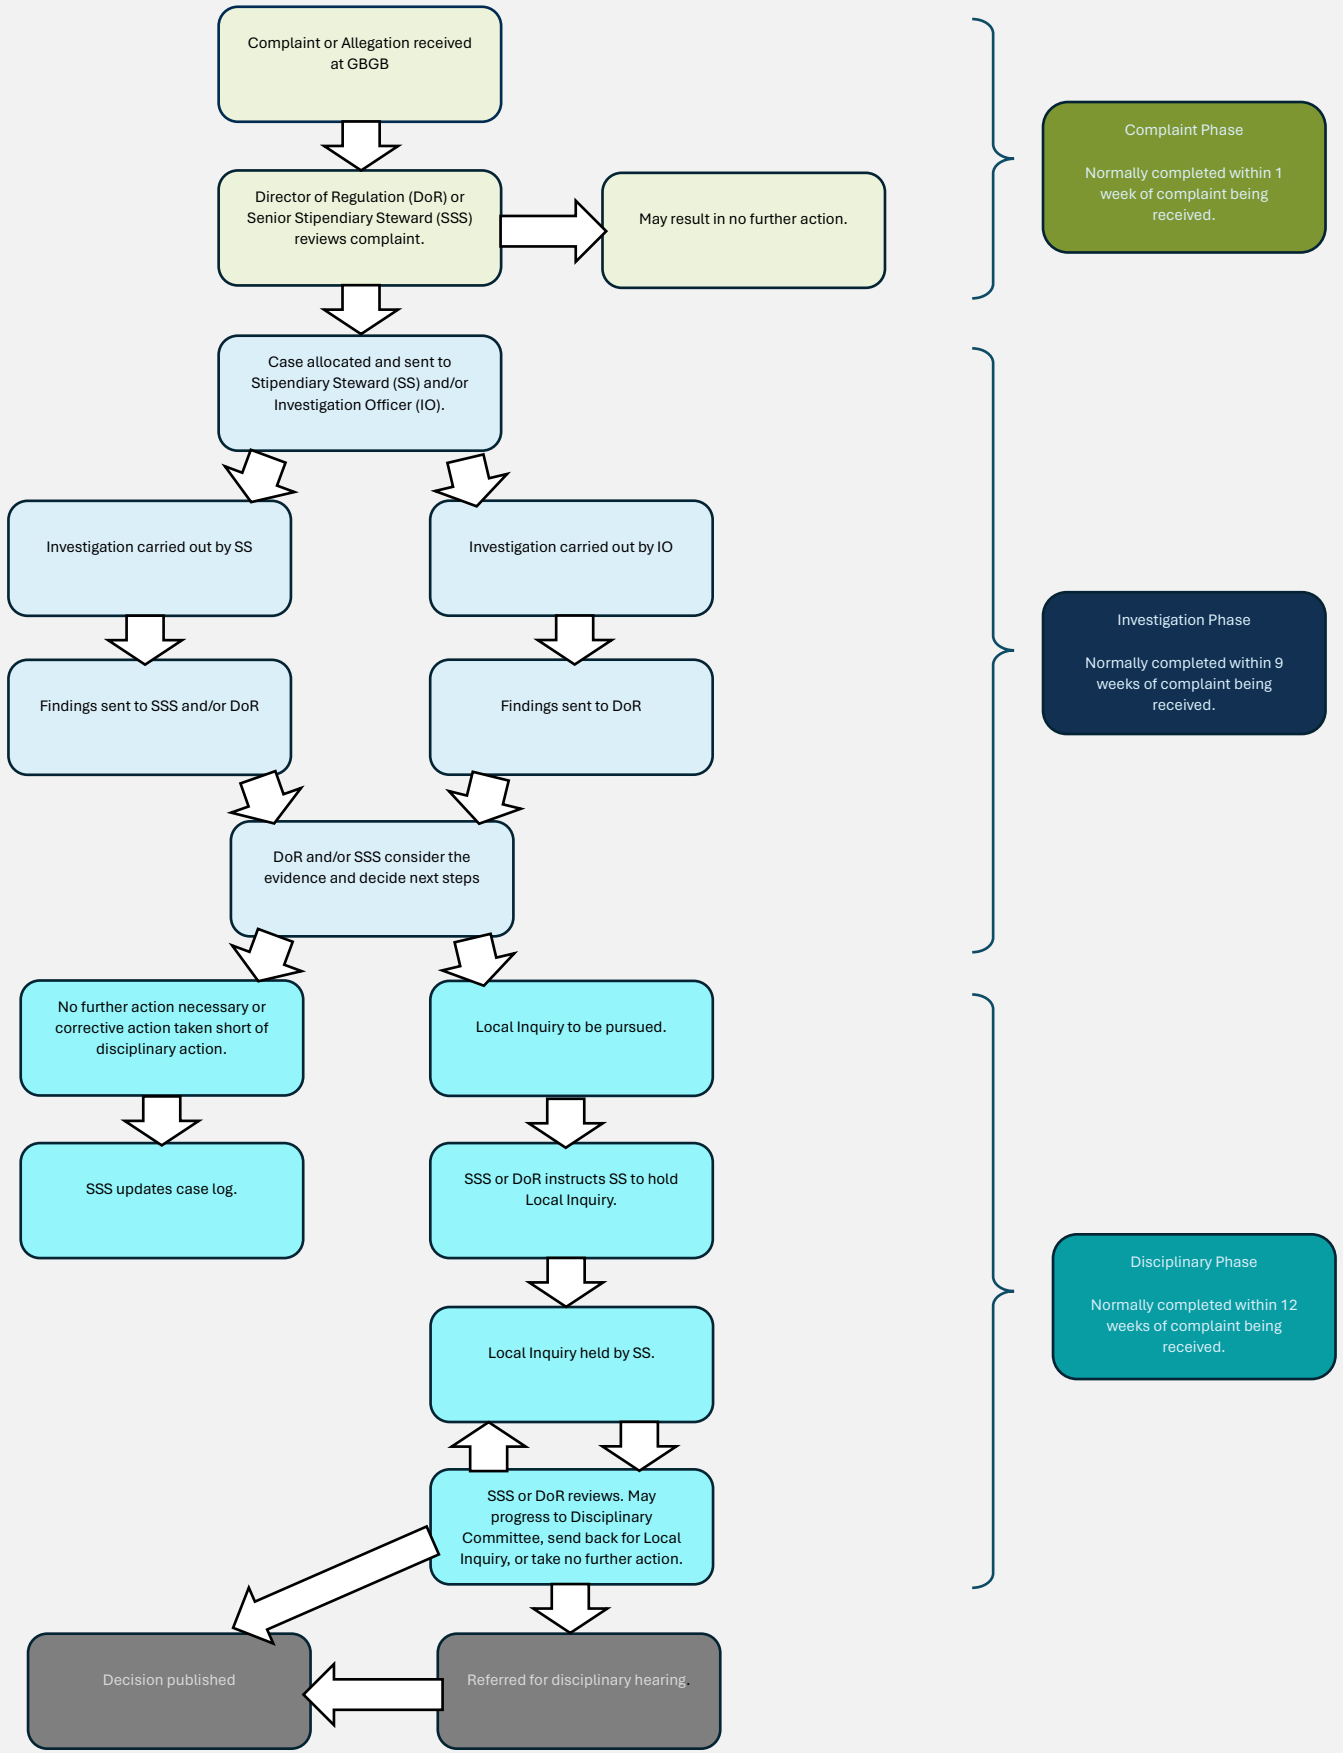 Complaint or Allegation received
at GBGB
Complaint Phase
Normally completed within 1
week of complaint being
received.
Director of Regulation (DoR) or
Senior Stipendiary Steward (SSS)
reviews complaint.
May result in no further action.
Case allocated and sent to
Stipendiary Steward (SS) and/or
Investigation Officer (IO).
Investigation carried out by SS
Investigation carried out by IO
Investigation Phase
Normally completed within 9
weeks of complaint being
received.
Findings sent to SSS and/or DoR
Findings sent to DoR
DoR and/or SSS consider the
evidence and decide next steps
No further action necessary or
corrective action taken short of
disciplinary action.
Local Inquiry to be pursued.
SSS updates case log.
SSS or DoR instructs SS to hold
Local Inquiry.
Disciplinary Phase
Normally completed within 12
weeks of complaint being
received.
Local Inquiry held by SS.
SSS or DoR reviews. May
progress to Disciplinary
Committee, send back for Local
Inquiry, or take no further action.
Decision published
Referred for disciplinary hearing.